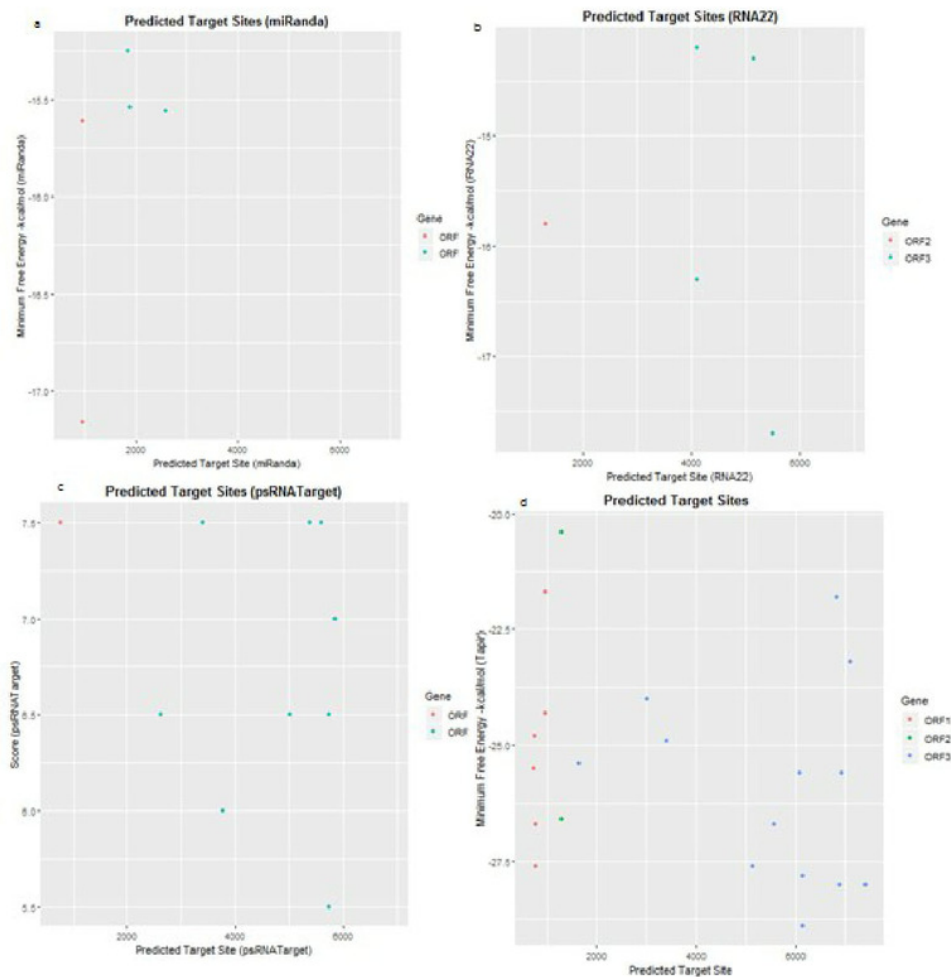 a
Predicted Target Sites (miRanda)
Minimum Free Energy -kcal/mol (miRanda)
-15.5
-16.0
-16.5
-17.0
2000
4000
6000
Predicted Target Site (miRanda)
Gene
ORF
ORF
b
Predicted Target Sites (RNA22)
Minimum Free Energy -kcal/mol (RNA22)
-15
-16
-17
2000
4000
6000
Predicted Target Site (RNA22)
Gene
ORF2
ORF3
c
Predicted Target Sites (psRNATarget)
Score (psRNATarget)
7.5
7.0
6.5
6.0
5.5
2000
4000
6000
Predicted Target Site (psRNATarget)
Gene
ORF
ORF
d
Predicted Target Sites
Minimum Free Energy -kcal/mol (Tapir)
-20.0
-22.5
-25.0
-27.5
2000
4000
6000
Predicted Target Site
Gene
ORF1
ORF2
ORF3